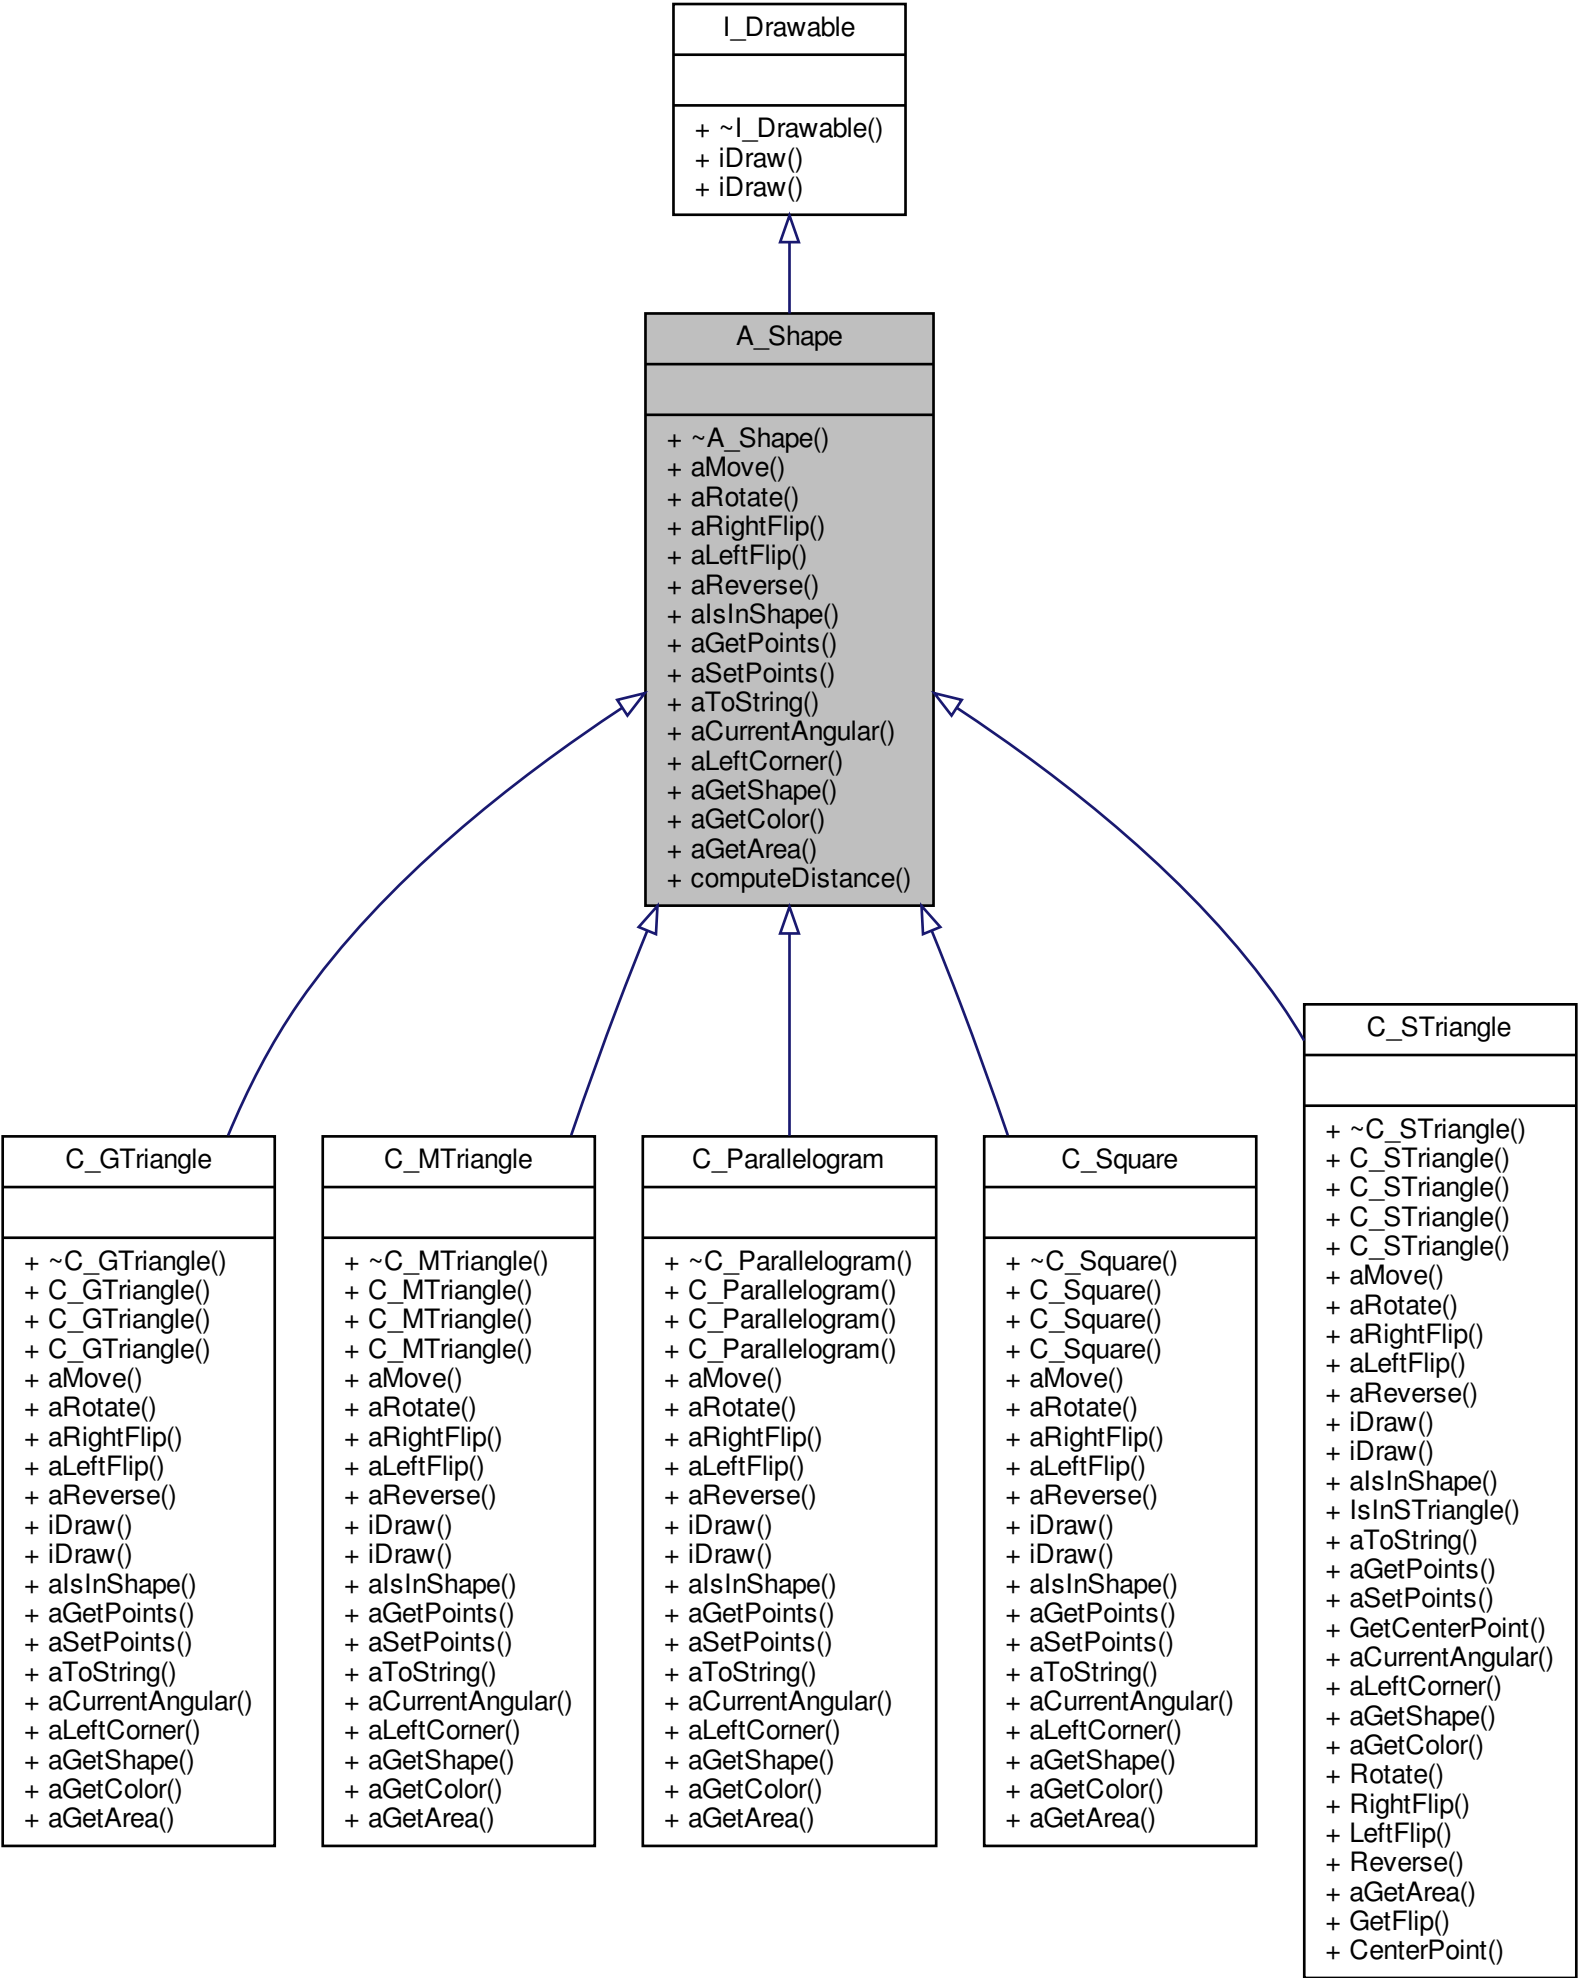 I_Drawable
+ ~I_Drawable()
+ iDraw()
+ iDraw()
A_Shape
+ ~A_Shape()
+ aMove()
+ aRotate()
+ aRightFlip()
+ aLeftFlip()
+ aReverse()
+ aIsInShape()
+ aGetPoints()
+ aSetPoints()
+ aToString()
+ aCurrentAngular()
+ aLeftCorner()
+ aGetShape()
+ aGetColor()
+ aGetArea()
+ computeDistance()
C_GTriangle
+ ~C_GTriangle()
+ C_GTriangle()
+ C_GTriangle()
+ C_GTriangle()
+ aMove()
+ aRotate()
+ aRightFlip()
+ aLeftFlip()
+ aReverse()
+ iDraw()
+ iDraw()
+ aIsInShape()
+ aGetPoints()
+ aSetPoints()
+ aToString()
+ aCurrentAngular()
+ aLeftCorner()
+ aGetShape()
+ aGetColor()
+ aGetArea()
C_MTriangle
+ ~C_MTriangle()
+ C_MTriangle()
+ C_MTriangle()
+ C_MTriangle()
+ aMove()
+ aRotate()
+ aRightFlip()
+ aLeftFlip()
+ aReverse()
+ iDraw()
+ iDraw()
+ aIsInShape()
+ aGetPoints()
+ aSetPoints()
+ aToString()
+ aCurrentAngular()
+ aLeftCorner()
+ aGetShape()
+ aGetColor()
+ aGetArea()
C_Parallelogram
+ ~C_Parallelogram()
+ C_Parallelogram()
+ C_Parallelogram()
+ C_Parallelogram()
+ aMove()
+ aRotate()
+ aRightFlip()
+ aLeftFlip()
+ aReverse()
+ iDraw()
+ iDraw()
+ aIsInShape()
+ aGetPoints()
+ aSetPoints()
+ aToString()
+ aCurrentAngular()
+ aLeftCorner()
+ aGetShape()
+ aGetColor()
+ aGetArea()
C_Square
+ ~C_Square()
+ C_Square()
+ C_Square()
+ C_Square()
+ aMove()
+ aRotate()
+ aRightFlip()
+ aLeftFlip()
+ aReverse()
+ iDraw()
+ iDraw()
+ aIsInShape()
+ aGetPoints()
+ aSetPoints()
+ aToString()
+ aCurrentAngular()
+ aLeftCorner()
+ aGetShape()
+ aGetColor()
+ aGetArea()
C_STriangle
+ ~C_STriangle()
+ C_STriangle()
+ C_STriangle()
+ C_STriangle()
+ C_STriangle()
+ aMove()
+ aRotate()
+ aRightFlip()
+ aLeftFlip()
+ aReverse()
+ iDraw()
+ iDraw()
+ aIsInShape()
+ IsInSTriangle()
+ aToString()
+ aGetPoints()
+ aSetPoints()
+ GetCenterPoint()
+ aCurrentAngular()
+ aLeftCorner()
+ aGetShape()
+ aGetColor()
+ Rotate()
+ RightFlip()
+ LeftFlip()
+ Reverse()
+ aGetArea()
+ GetFlip()
+ CenterPoint()